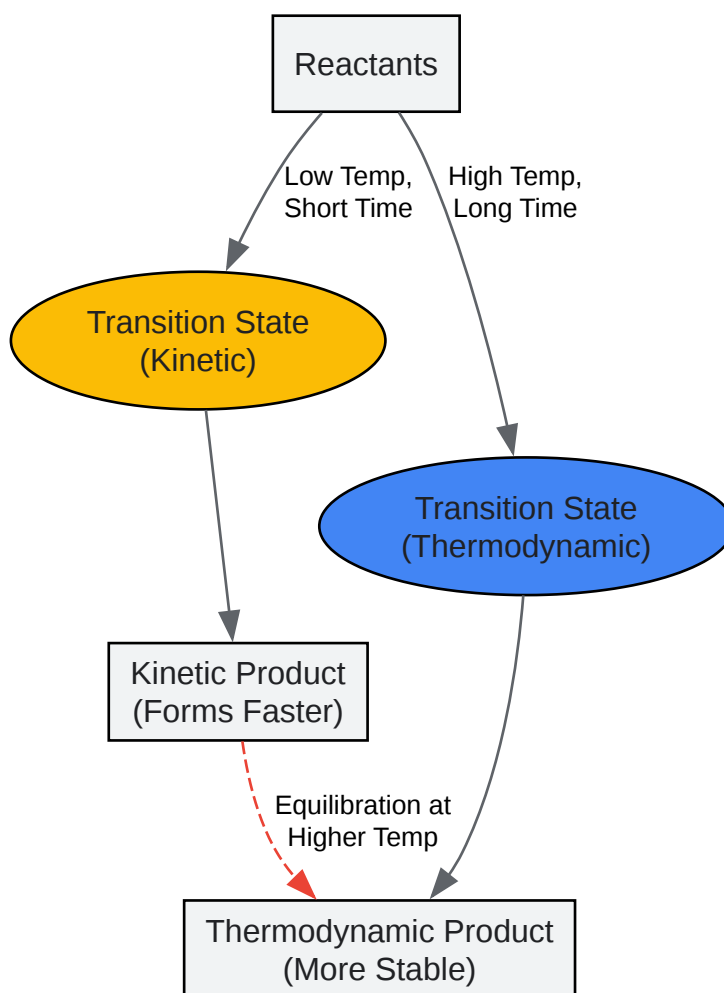 Reactants
Low Temp,
Short Time
High Temp,
Long Time
Transition State
(Kinetic)
Transition State
(Thermodynamic)
Kinetic Product
(Forms Faster)
Equilibration at
Higher Temp
Thermodynamic Product
(More Stable)